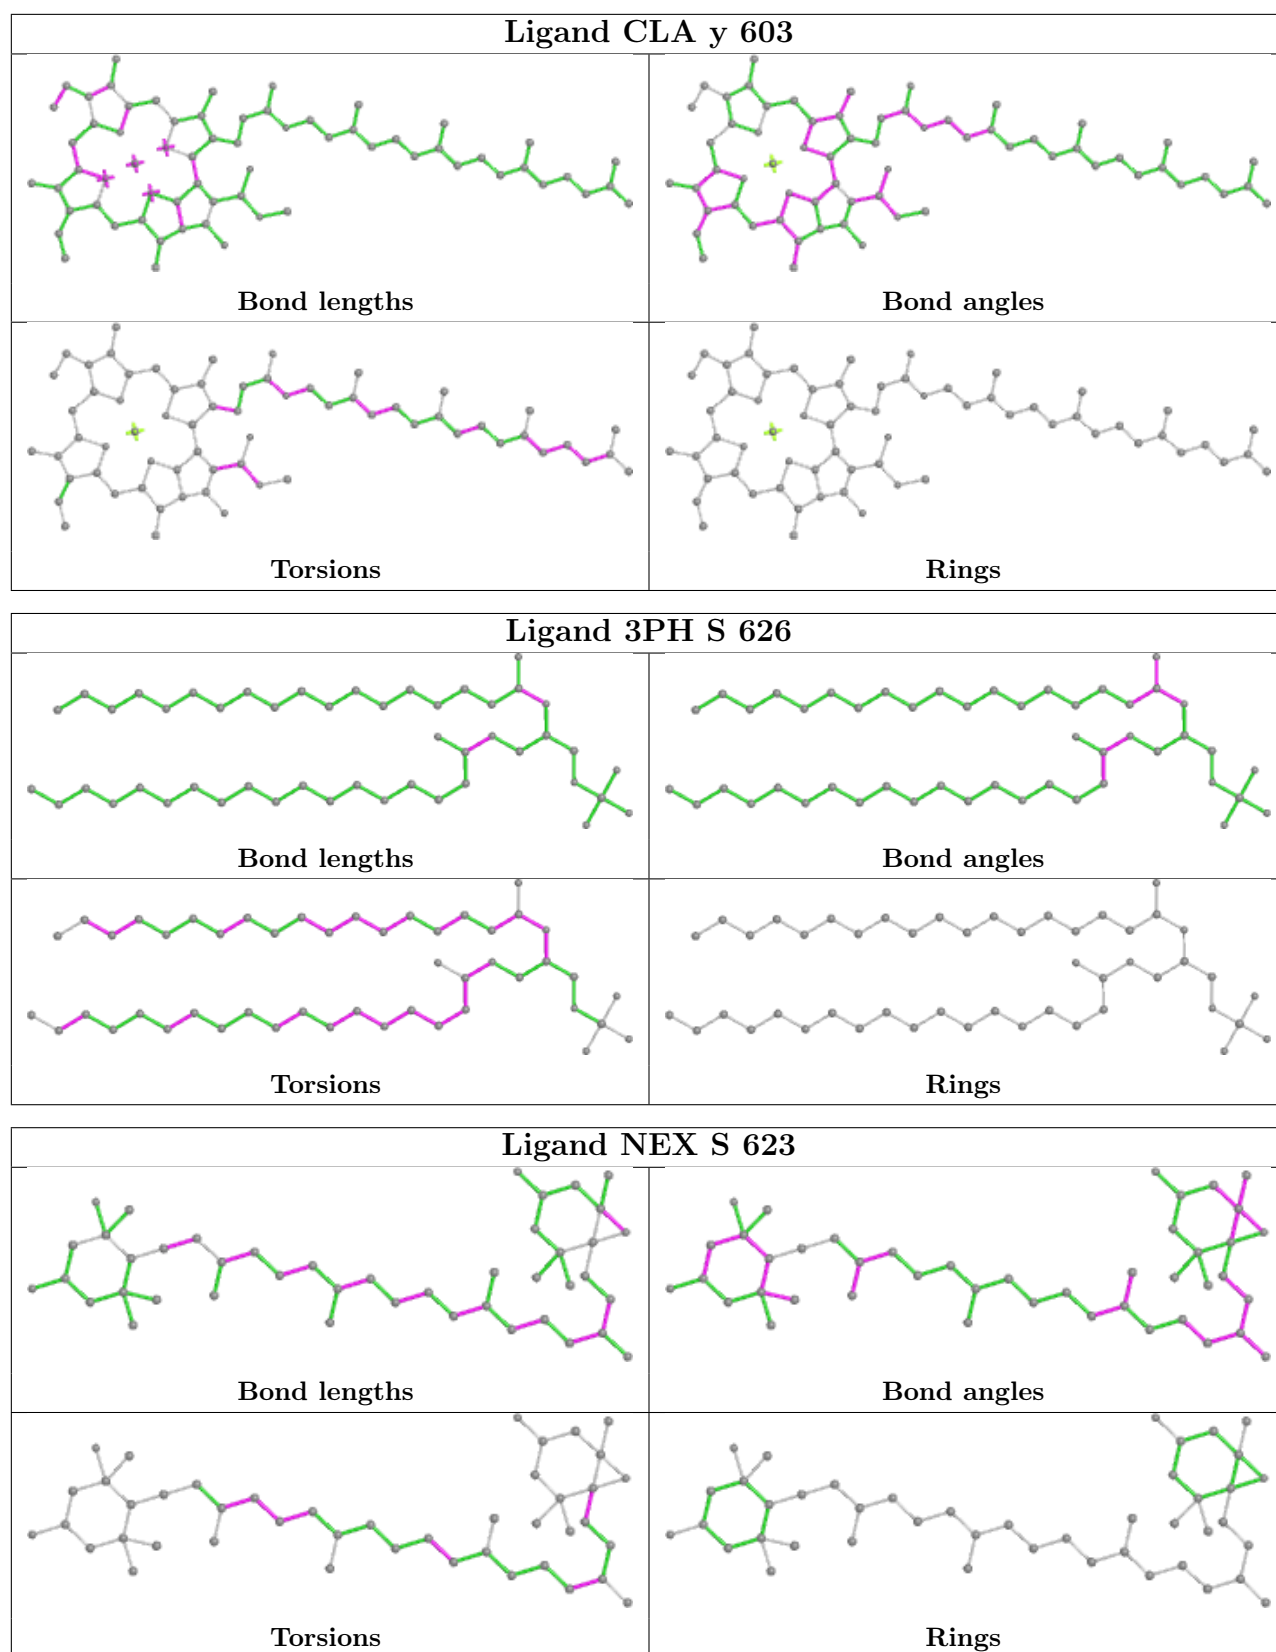 Ligand CLA y 603
Bond lengths
Bond angles
Torsions
Rings
Ligand 3PH S 626
Bond lengths
Bond angles
Torsions
Rings
Ligand NEX S 623
Bond lengths
Bond angles
Torsions
Rings